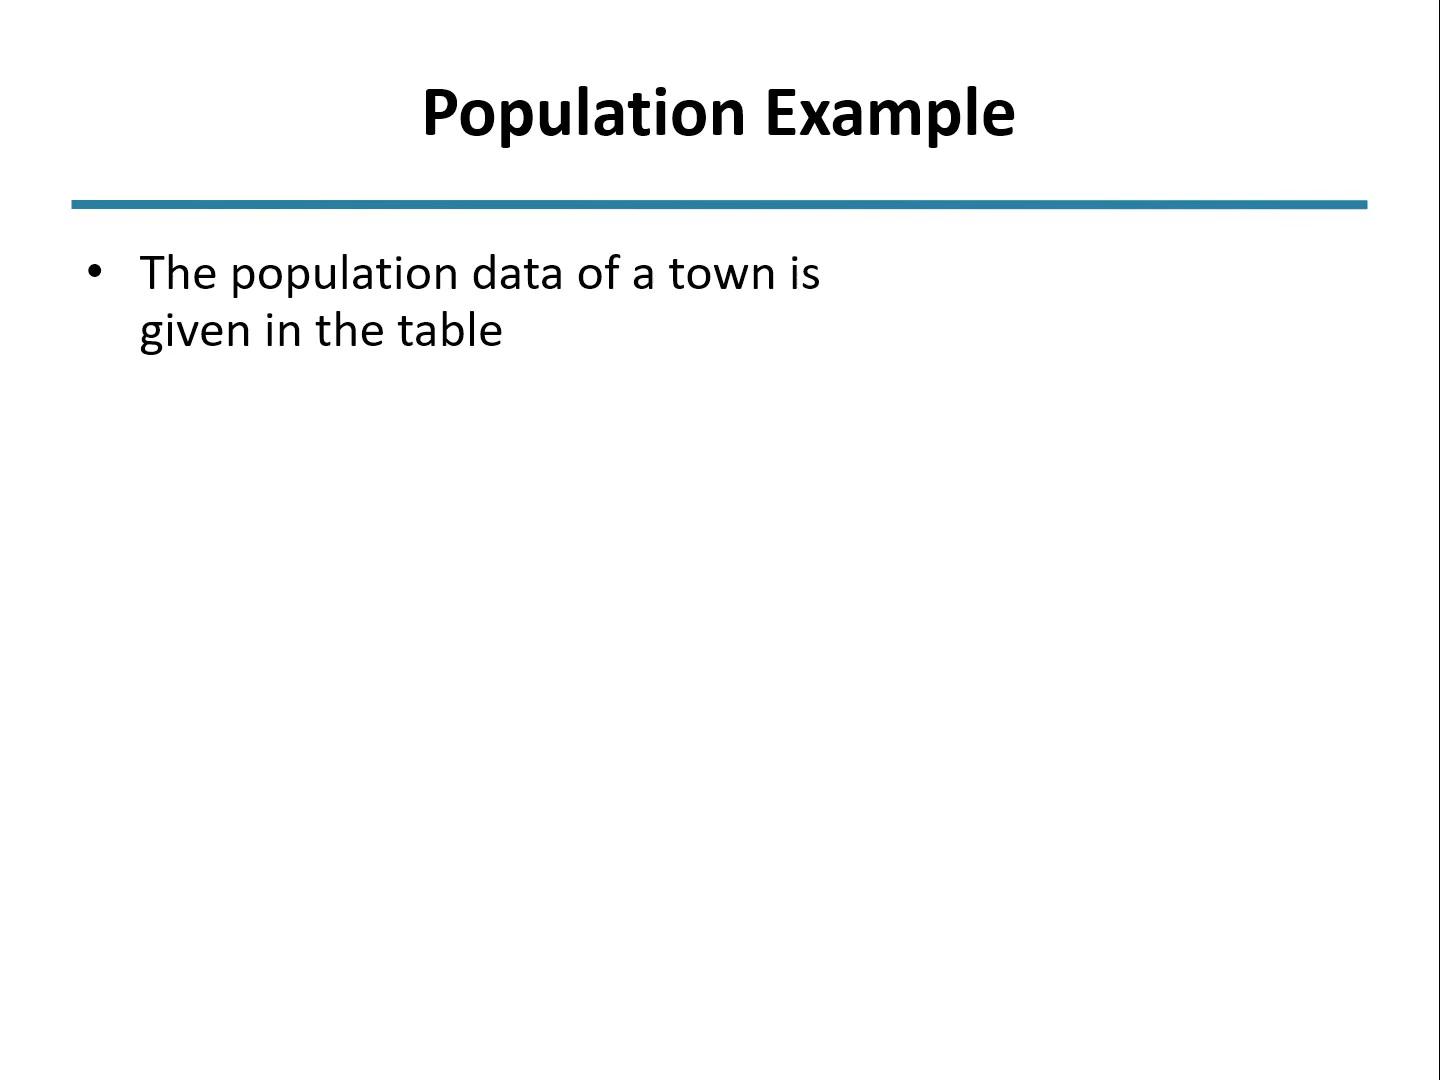 Population Example
• The population data of a town is
given in the table